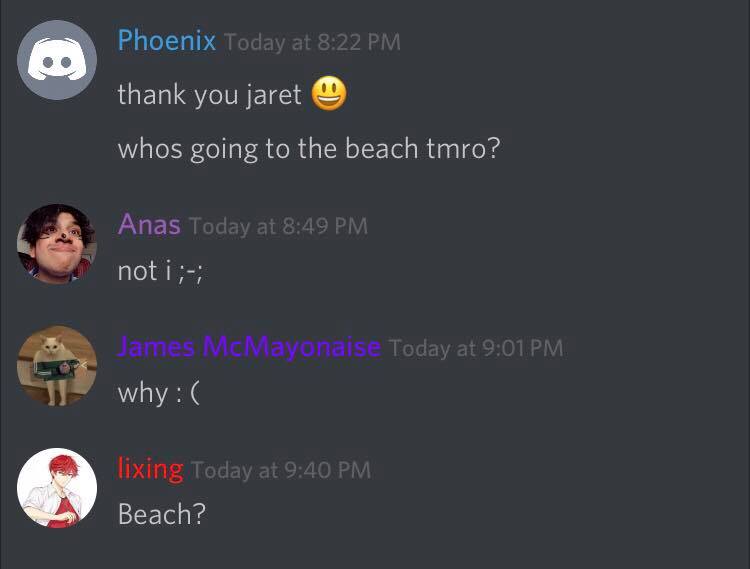 Phoenix Today at 8:22 PM
thank you jaret 😃
whos going to the beach tmro?
Anas Today at 8:49 PM
not i ;-;
James McMayonaise Today at 9:01 PM
why : (
lixing Today at 9:40 PM
Beach?